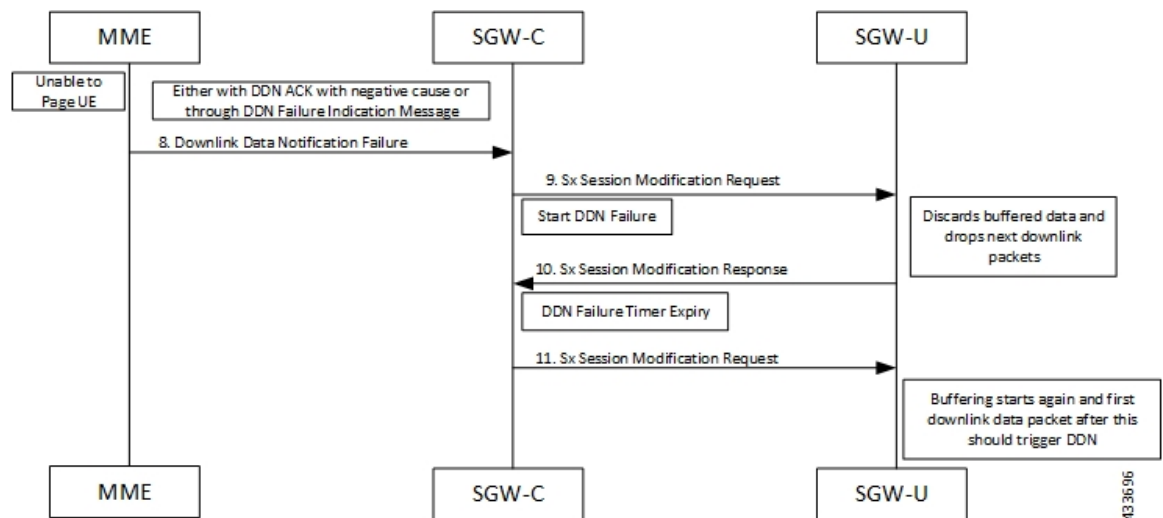 MME
SGW-C
SGW-U
Unable to
Page UE
Either with DDN ACK with negative cause or
through DDN Failure Indication Message
8. Downlink Data Notification Failure
9. Sx Session Modification Request
Start DDN Failure
Discards buffered data and
drops next downlink
packets
10. Sx Session Modification Response
DDN Failure Timer Expiry
11. Sx Session Modification Request
Buffering starts again and first
downlink data packet after this
should trigger DDN
MME
SGW-C
SGW-U
433696